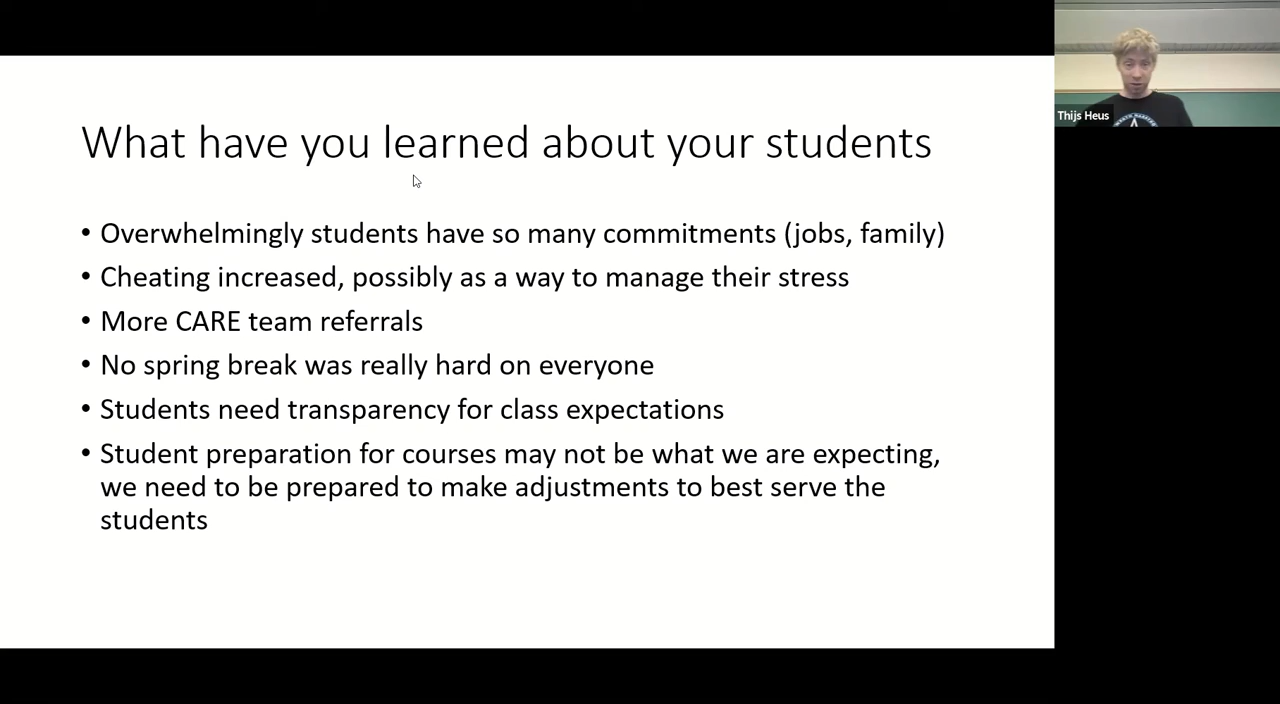 What have you learned about your students
• Overwhelmingly students have so many commitments (jobs, family)
• Cheating increased, possibly as a way to manage their stress
• More CARE team referrals
• No spring break was really hard on everyone
• Students need transparency for class expectations
• Student preparation for courses may not be what we are expecting,
we need to be prepared to make adjustments to best serve the
students
Thijs Heus